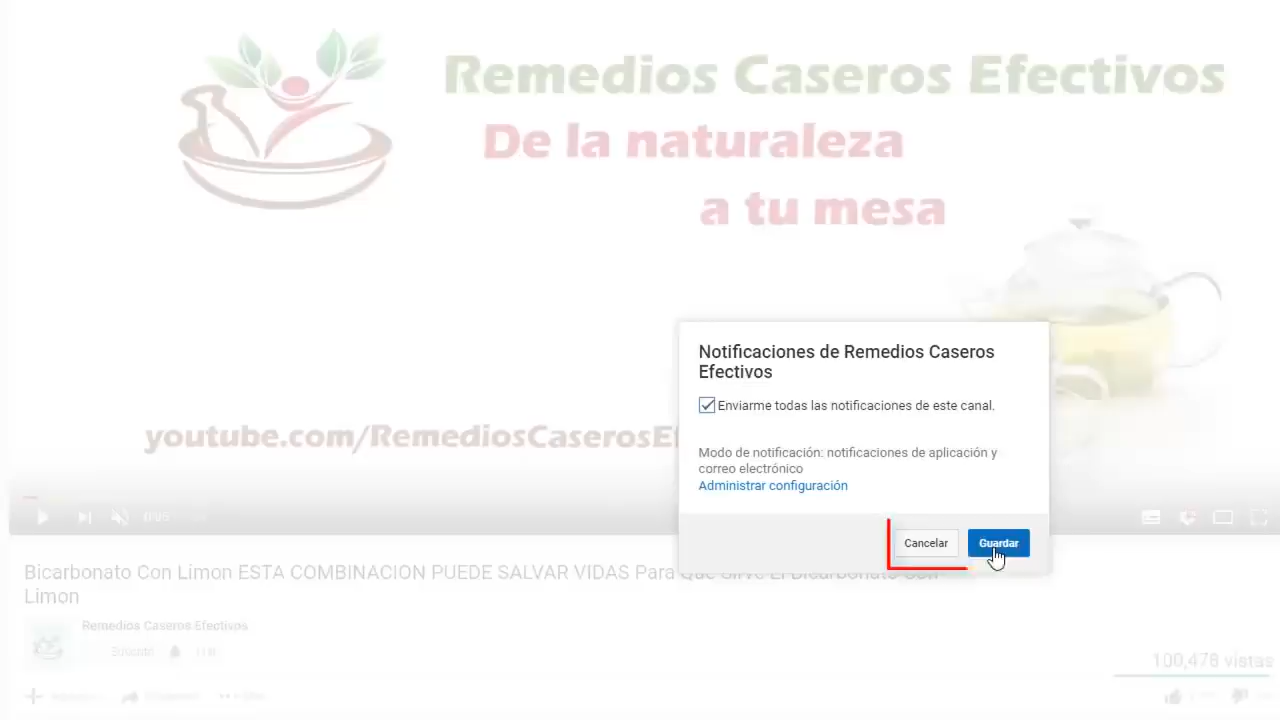 Remedios Caseros Efectivos
De la naturaleza
a tu mesa
youtube.com/RemediosCaserosEf
Notificaciones de Remedios Caseros
Efectivos
Enviarme todas las notificaciones de este canal.
Modo de notificación: notificaciones de aplicación y
correo electrónico
Administrar configuración
Cancelar
Guardar
Bicarbonato Con Limon ESTA COMBINACION PUEDE SALVAR VIDAS Para Que Sirve El Bicarbonato Con
Limon
Remedios Caseros Efectivos
100,478 vistas